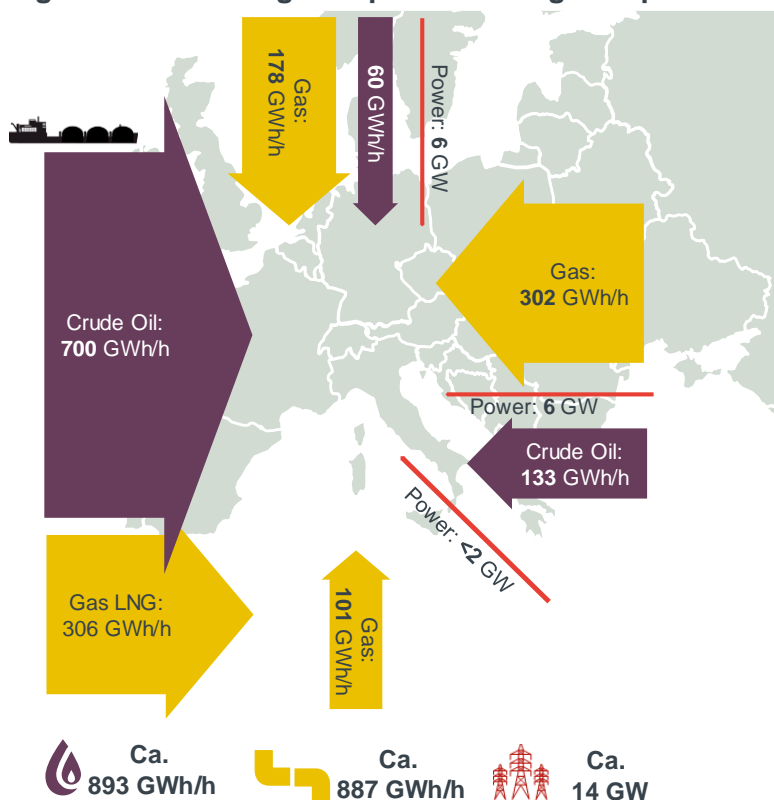 Gas:
178 GWh/h
60 GWh/h
Power: 6 GW
Gas:
302 GWh/h
Crude Oil:
700 GWh/h
Power: 6 GW
Crude Oil:
133 GWh/h
Power: <2 GW
Gas LNG:
306 GWh/h
Gas:
101 GWh/h
Ca.
893 GWh/h
Ca.
887 GWh/h
Ca.
14 GW